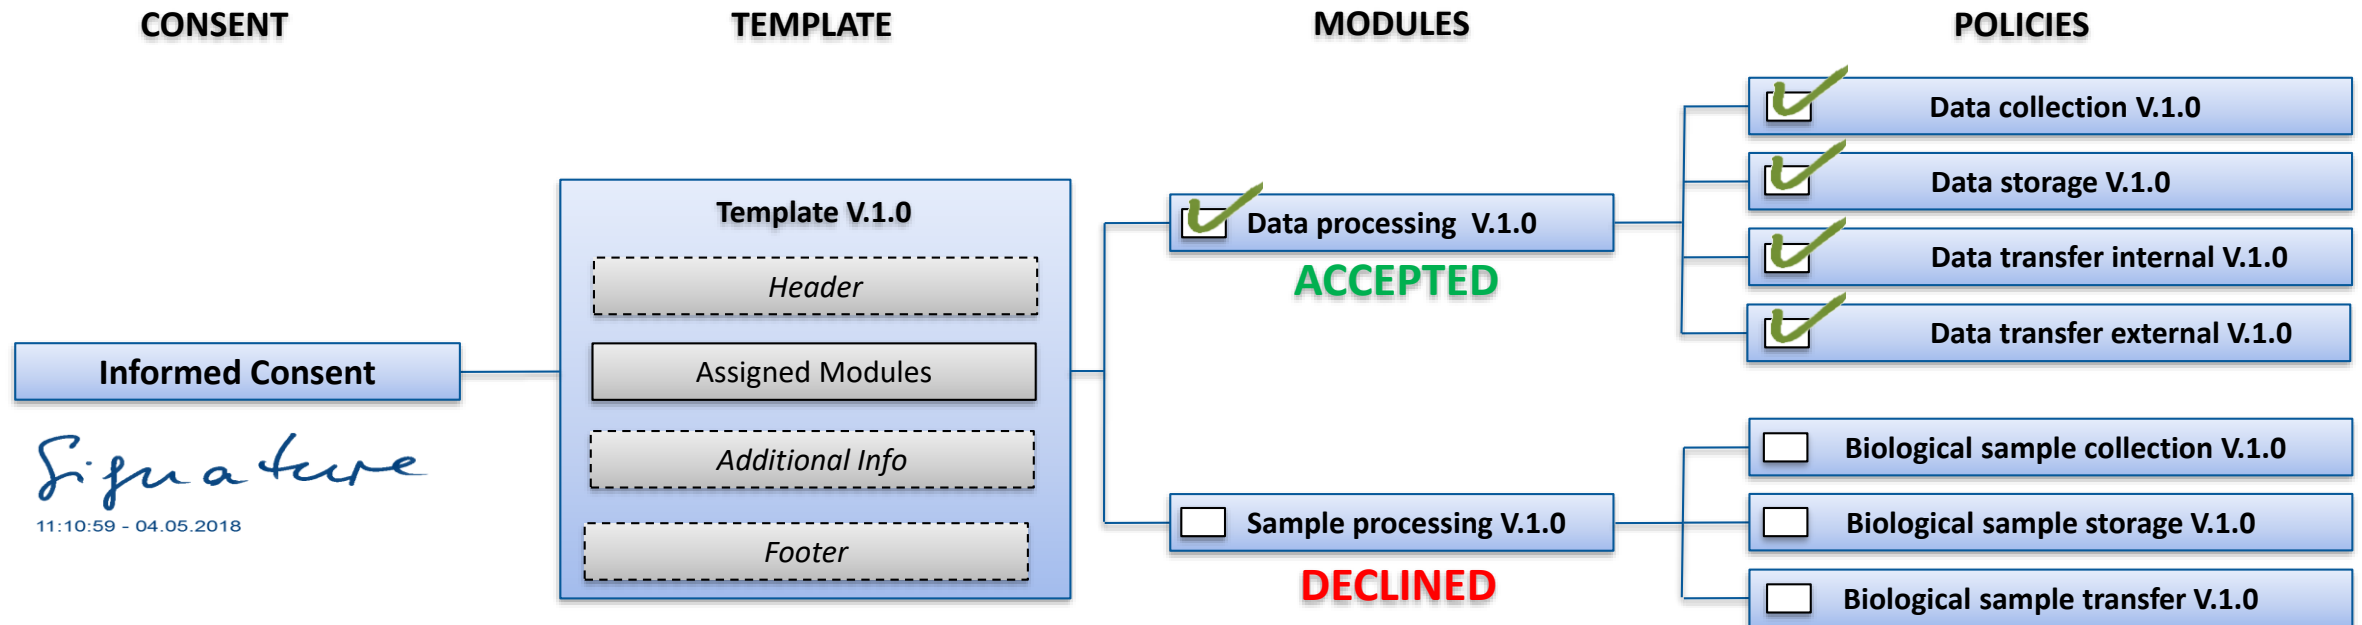 CONSENT
TEMPLATE
MODULES
POLICIES
Informed Consent
Signature
11:10:59 - 04.05.2018
Template V.1.0
Header
Assigned Modules
Additional Info
Footer
Data processing  V.1.0
ACCEPTED
Sample processing V.1.0
DECLINED
Data collection V.1.0
Data storage V.1.0
Data transfer internal V.1.0
Data transfer external V.1.0
Biological sample collection V.1.0
Biological sample storage V.1.0
Biological sample transfer V.1.0